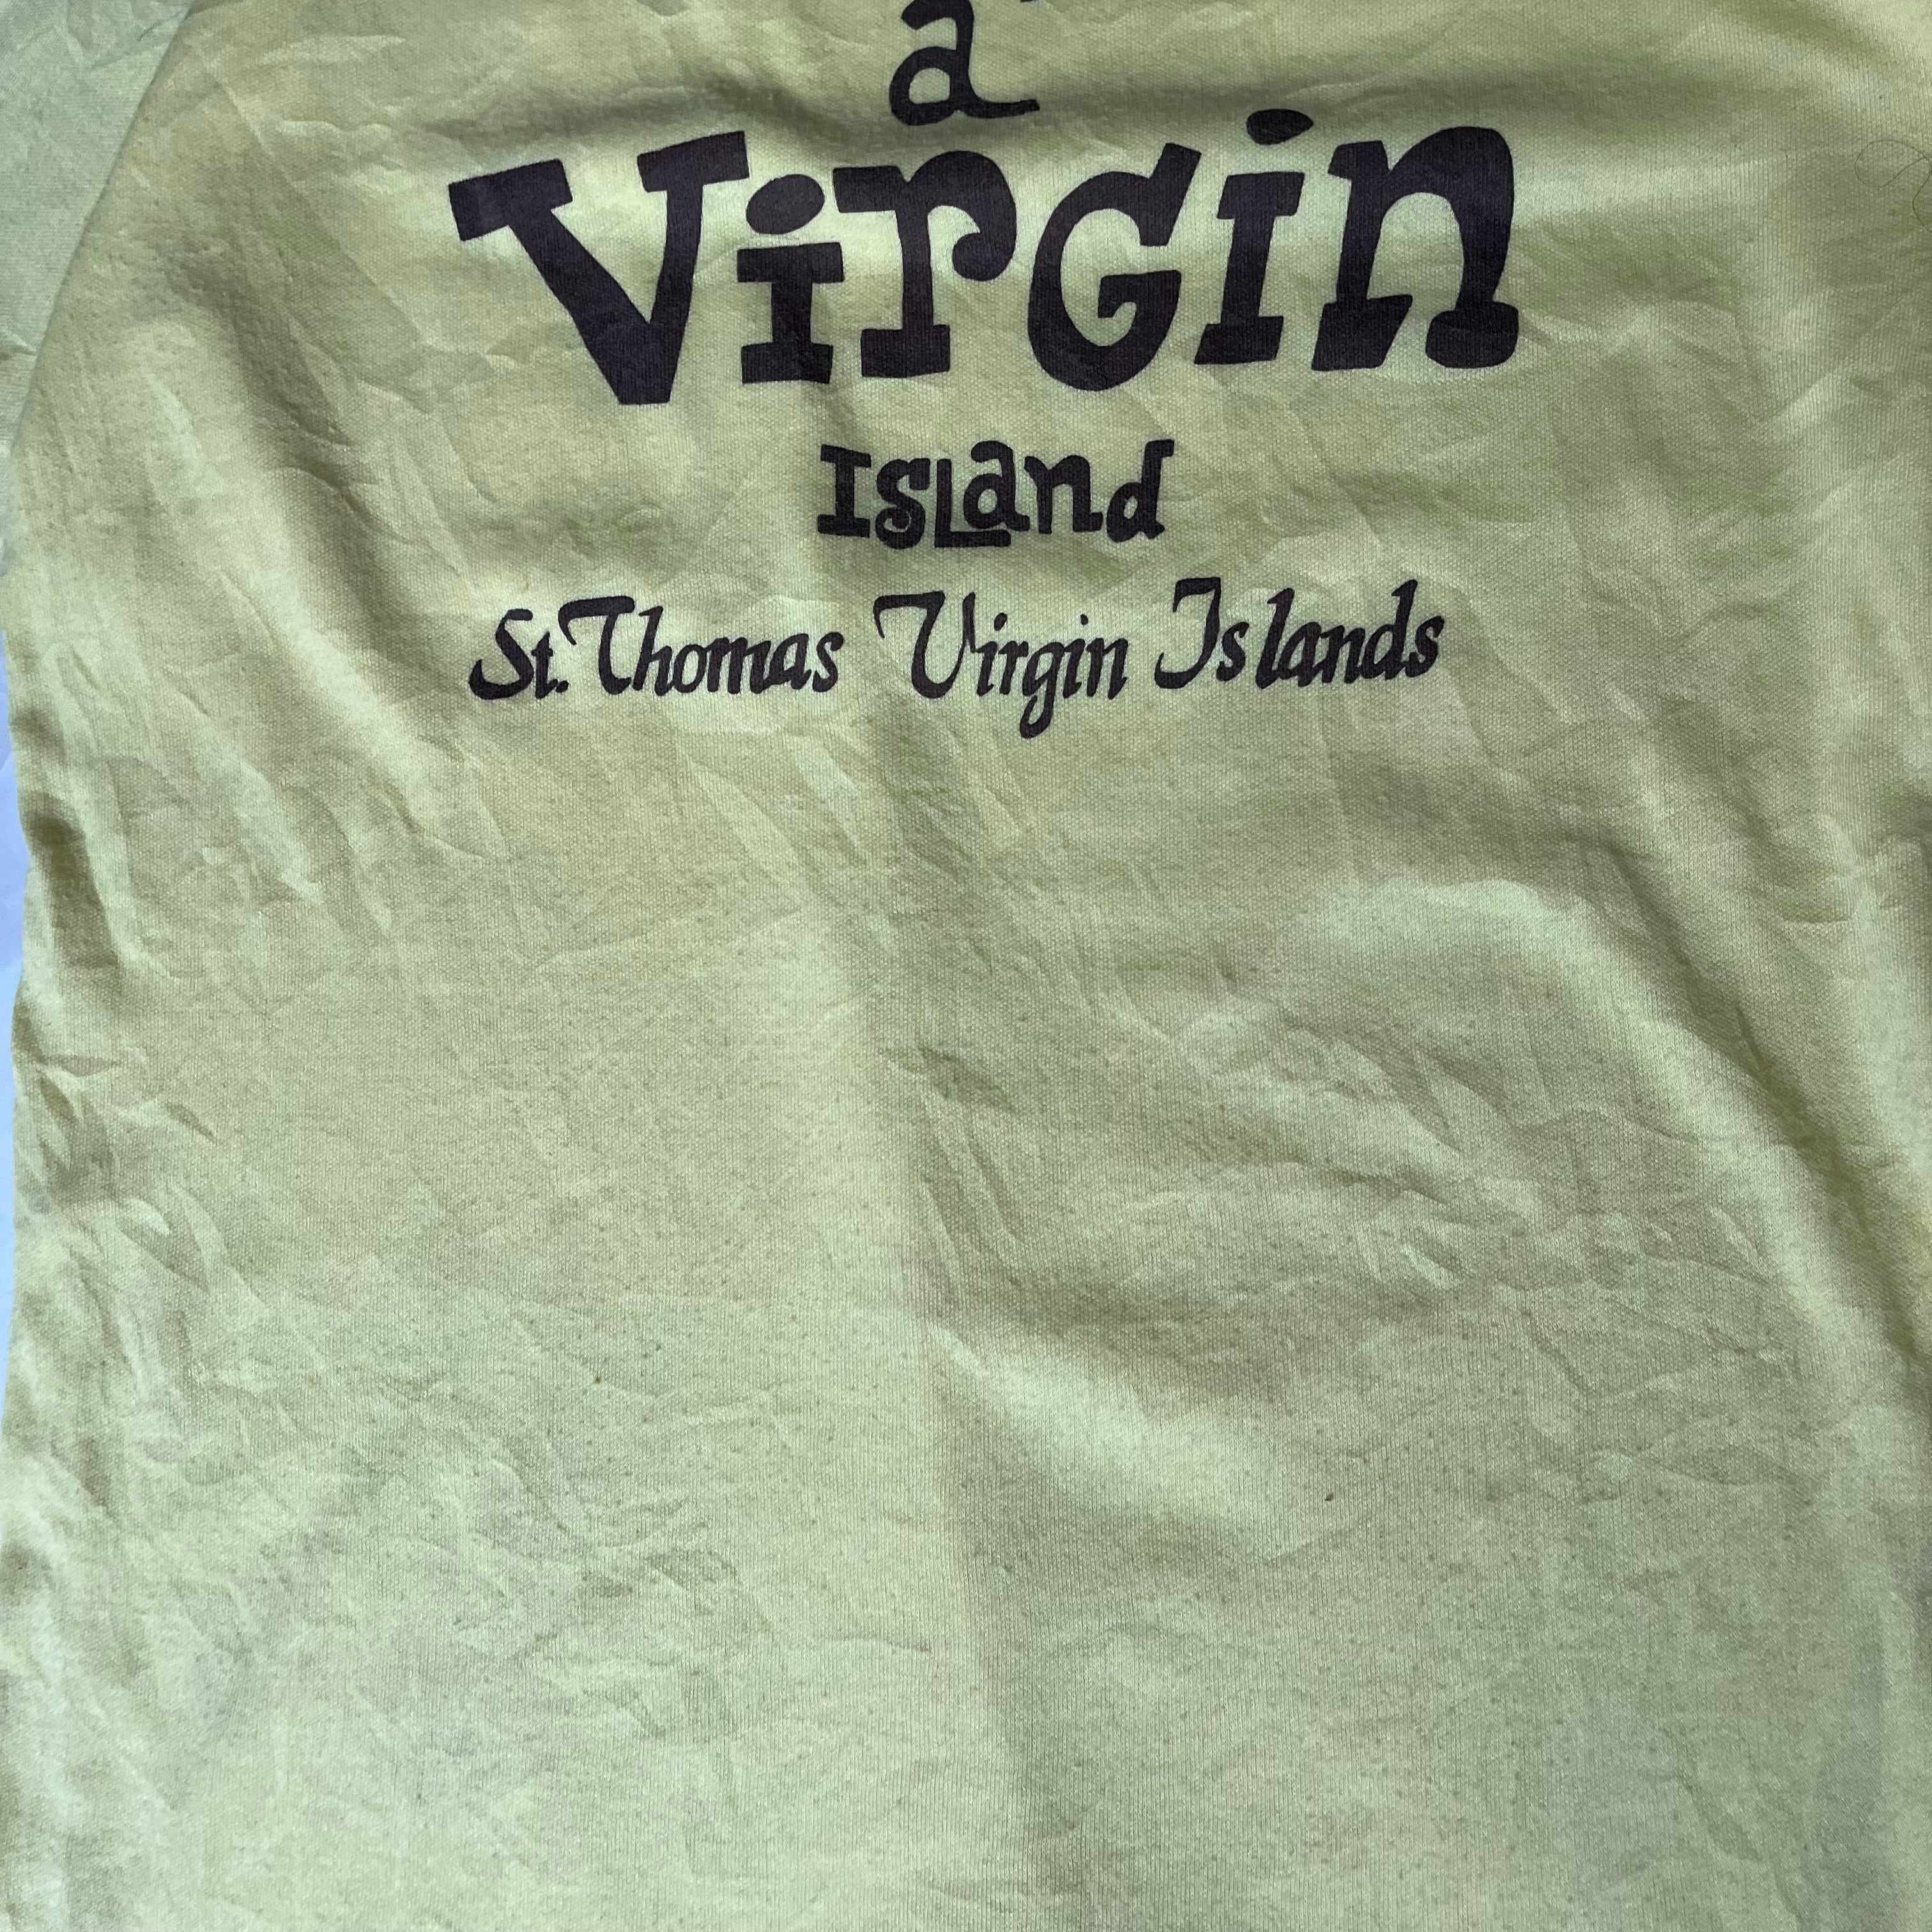 a
Virgin
Island
St. Thomas Virgin Islands